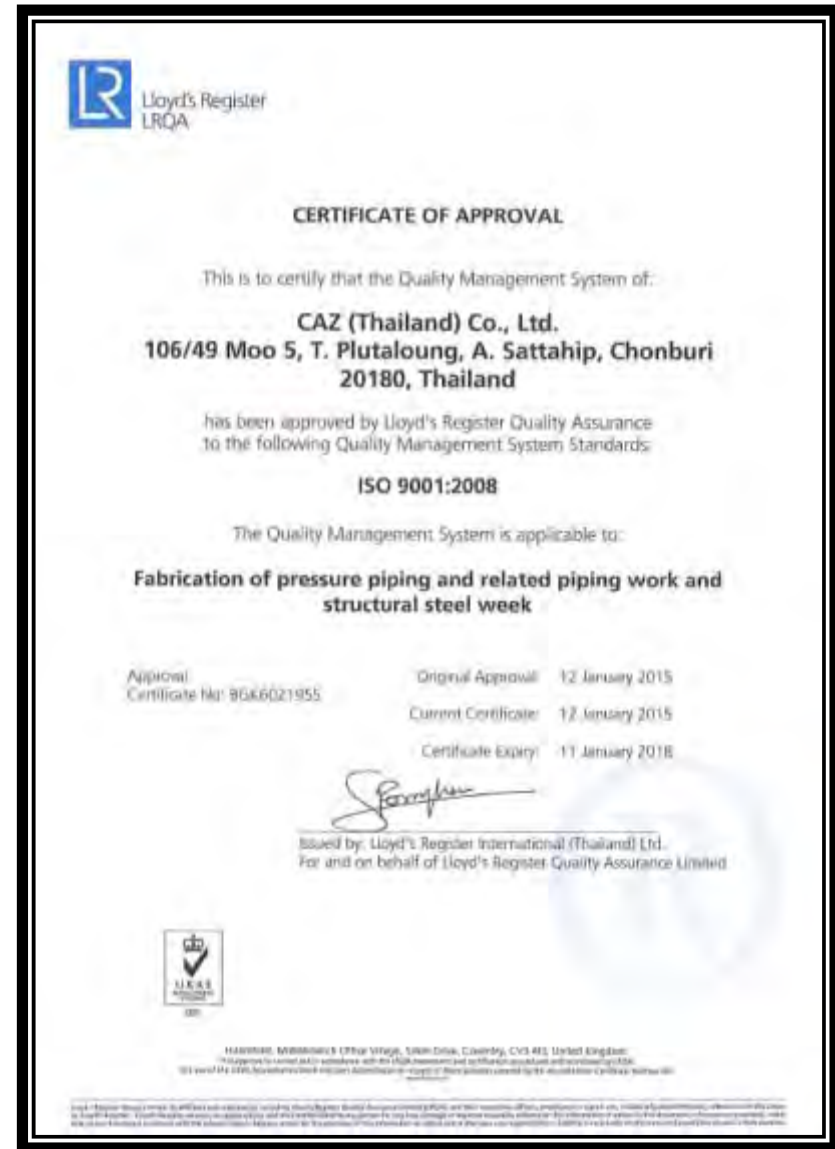 LR
Lloyd's Register
LRQA
CERTIFICATE OF APPROVAL
This is to certify that the Quality Management System of:
CAZ (Thailand) Co., Ltd.
106/49 Moo 5, T. Plutaloung, A. Sattahip, Chonburi
20180, Thailand
has been approved by Lloyd's Register Quality Assurance
to the following Quality Management System Standards:
ISO 9001:2008
The Quality Management System is applicable to:
Fabrication of pressure piping and related piping work and
structural steel week
Approval
Certificate No: BGK6021955
Original Approval: 12 January 2015
Current Certificate: 12 January 2015
Certificate Expiry: 11 January 2018
Issued by: Lloyd's Register International (Thailand) Ltd.
For and on behalf of Lloyd's Register Quality Assurance Limited
UKAS
MANAGEMENT
SYSTEMS